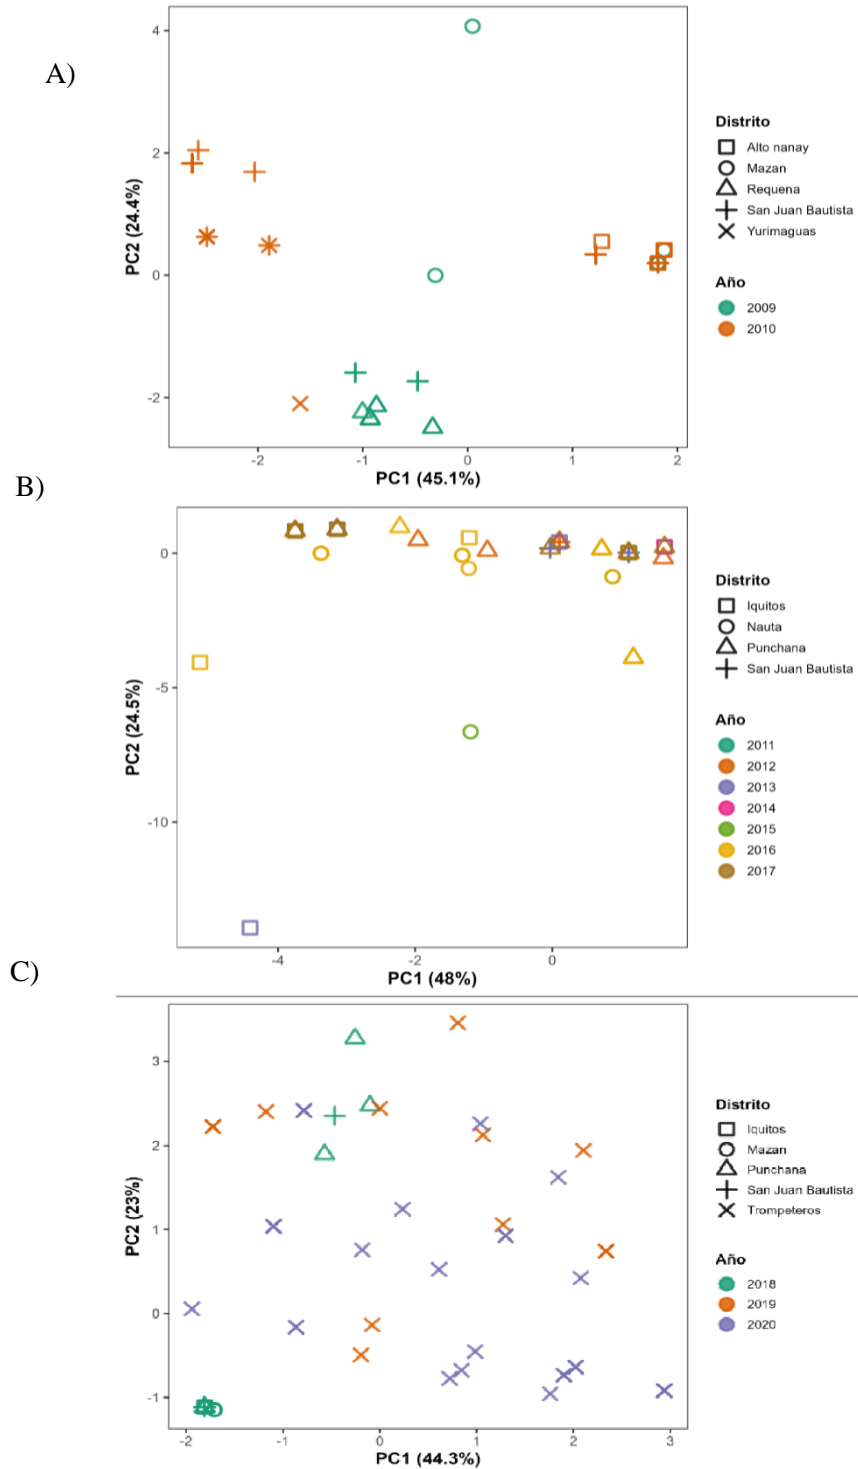 A)
PC2 (24.4%)
4
2
0
-2
-2
-1
0
1
2
PC1 (45.1%)
Distrito
Alto nanay
Mazan
Requena
San Juan Bautista
Yurimaguas
Año
2009
2010
B)
PC2 (24.5%)
0
-5
-10
-4
-2
0
PC1 (48%)
Distrito
Iquitos
Nauta
Punchana
San Juan Bautista
Año
2011
2012
2013
2014
2015
2016
2017
C)
PC2 (23%)
3
2
1
0
-1
-2
-1
0
1
2
3
PC1 (44.3%)
Distrito
Iquitos
Mazan
Punchana
San Juan Bautista
Trompeteros
Año
2018
2019
2020